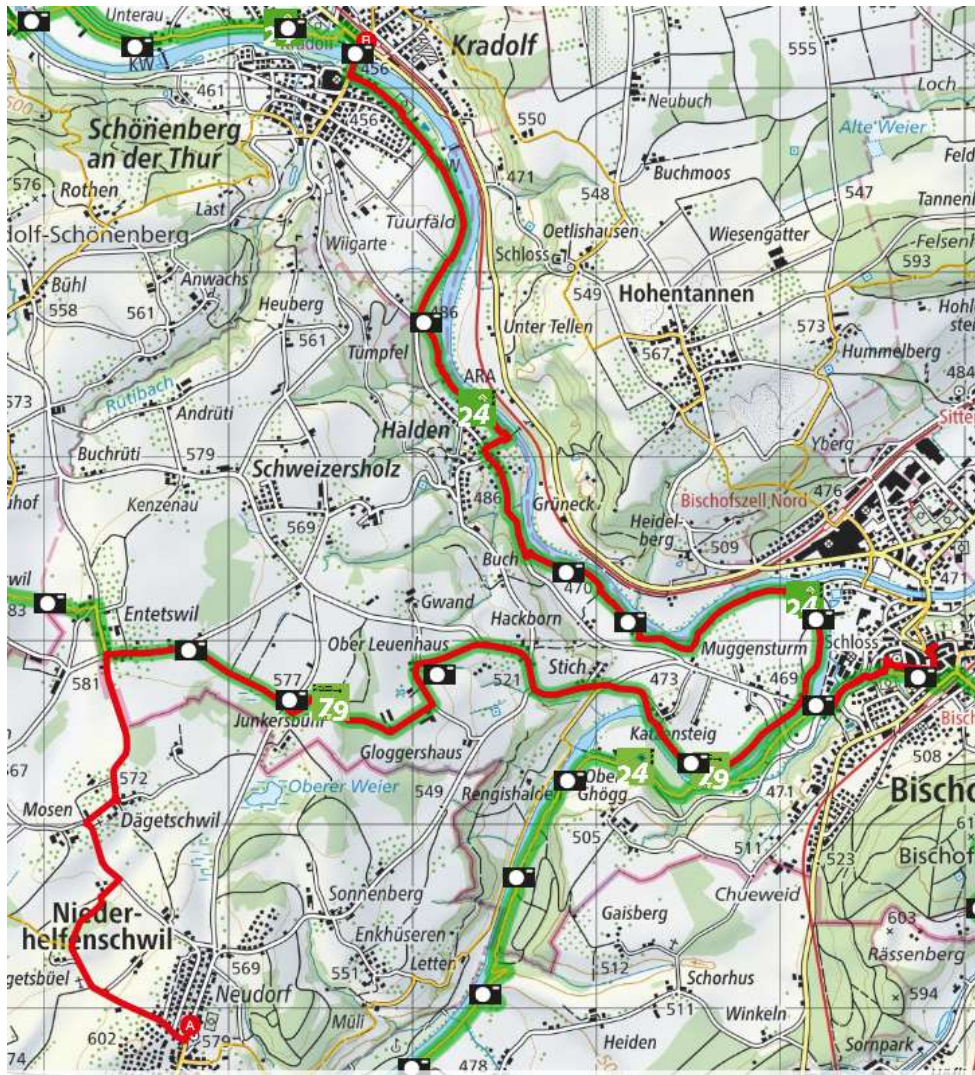 Unterau
Kradolf
B
Kradolf
555
KW
456
461
Neubuch
Loch
456
Schönenberg
an der Thur
550
Alte Weier
576
471
Buchmoos
Rothen
548
547
Last
Tuurfäld
Oetlishausen
Wiesengatter
dolf-Schönenberg
Wiigarte
Schloss
593
Bühl
Anwachs
549
Hohentannen
558
561
Heuberg
486
Unter Tellen
573
561
567
Hummelberg
Tümpfel
484
Rütibach
ARA
573
Andrüti
24
Halden
Buchrüti
579
Schweizersholz
Yberg
Kenzenau
486
Grüneck
Bischofszell Nord
476
569
Heidel-
berg
509
Buch
470
471
Gwand
24
Entetswil
Hackborn
Ober Leuenhaus
Muggensturm
Schloss
581
577
521
Stich
473
469
79
Junkersbühl
Katzensteig
Gloggershaus
24
79
508
572
Oberer Weier
549
Rengishalden
Ober
Ghögg
471
Mosen
Dägetschwil
505
511
523
Chueweid
Sonnenberg
Nieder-
helfenschwil
Gaisberg
603
Enkhüseren
Rässenberg
569
551
Letten
512
Schorhus
Neudorf
594
A
Müli
511
Winkeln
602
579
Heiden
Sornpark
478